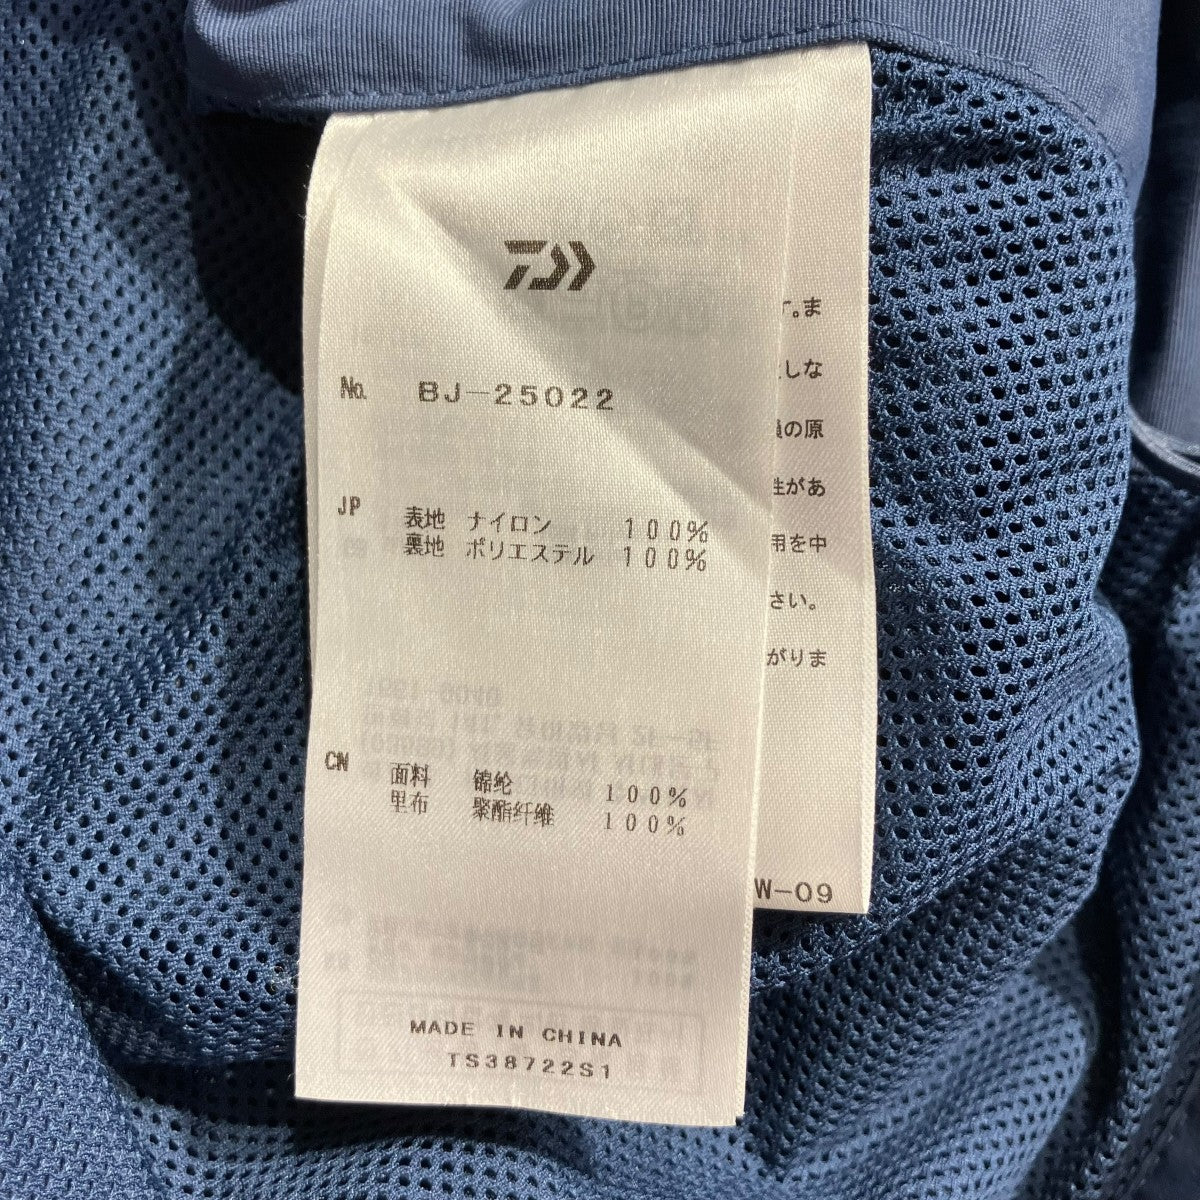 No. BJ-25022
JP
表地 ナイロン 100%
裏地 ポリエステル 100%
CN
面料 锦纶 100%
里布 聚酯纤维 100%
MADE IN CHINA
TS38722S1
す。ま
しな
の原
性があ
用を中
さい。
がりま
W-09